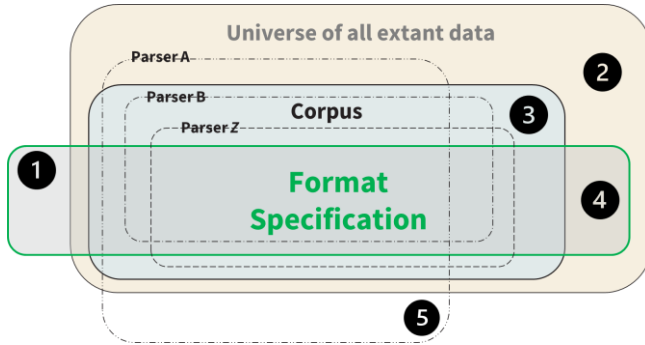 Universe of all extant data
Parser A
2
Parser B
Corpus
3
Parser Z
1
Format
Specification
4
5